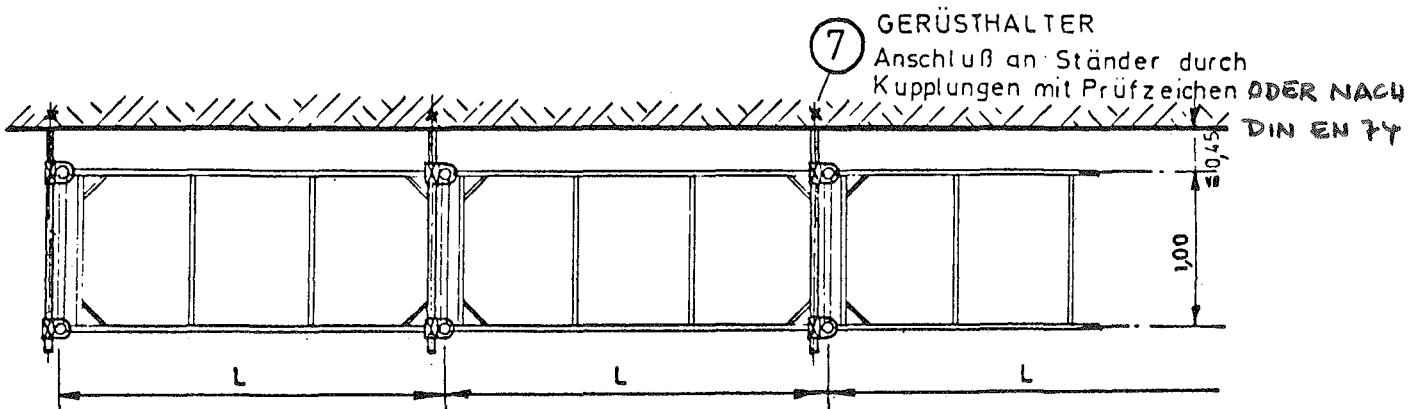 7
GERÜSTHALTER
Anschluß an Ständer durch
Kupplungen mit Prüfzeichen ODER NACH
DIN EN 74
≤ 0,45
1,00
L L L